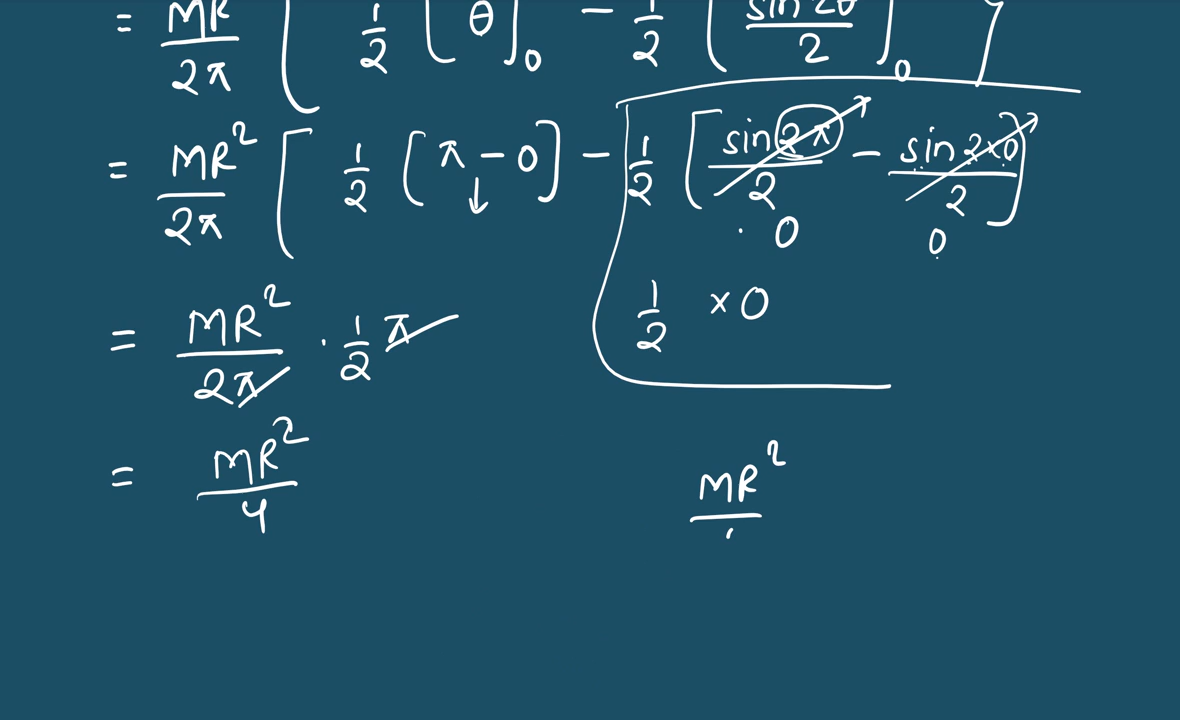 = MR / 2π [ 1/2 [θ]₀ - 1/2 [sin 2θ / 2]₀ ]
= MR² / 2π [ 1/2 [π - 0] - 1/2 [sin 2π / 2 - sin 2×0 / 2]
0 0
1/2 × 0
= MR² / 2π · 1/2 π
= MR² / 4
MR²